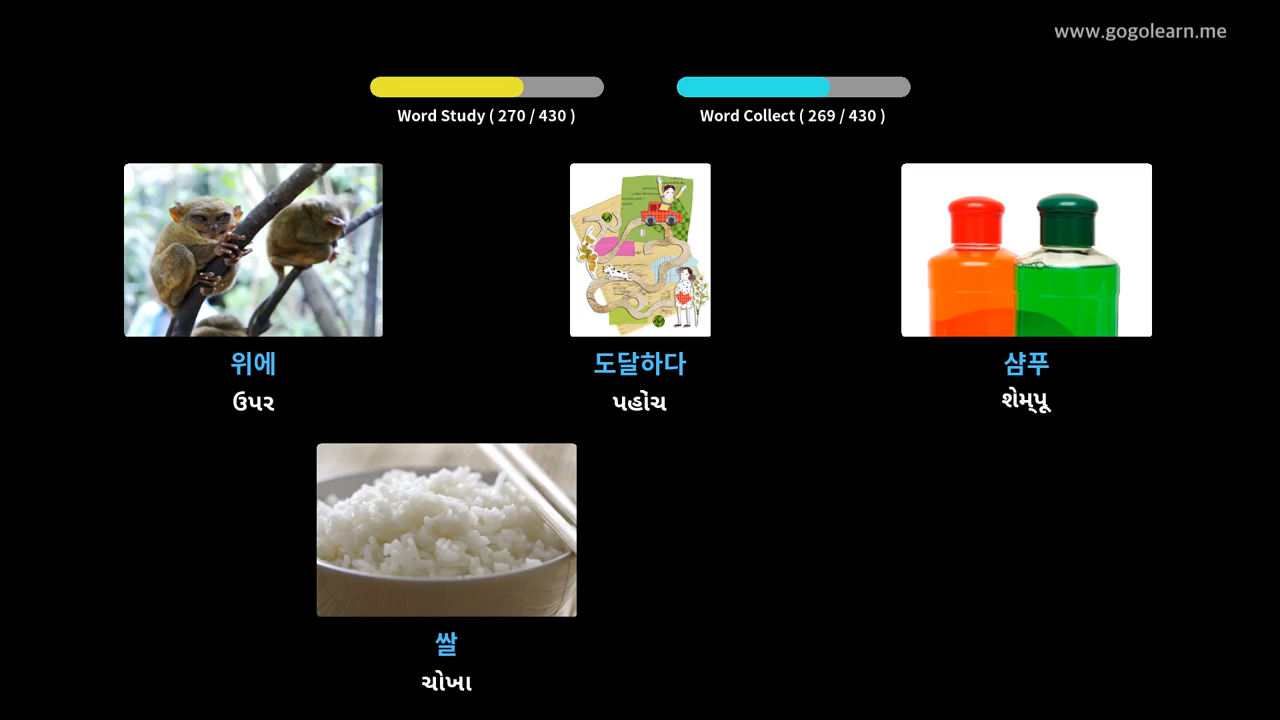 www.gogolearn.me
Word Study ( 270 / 430 )
Word Collect ( 269 / 430 )
위에
ઉપર
도달하다
પહોંચ
샴푸
શેમ્પૂ
쌀
ચોખા